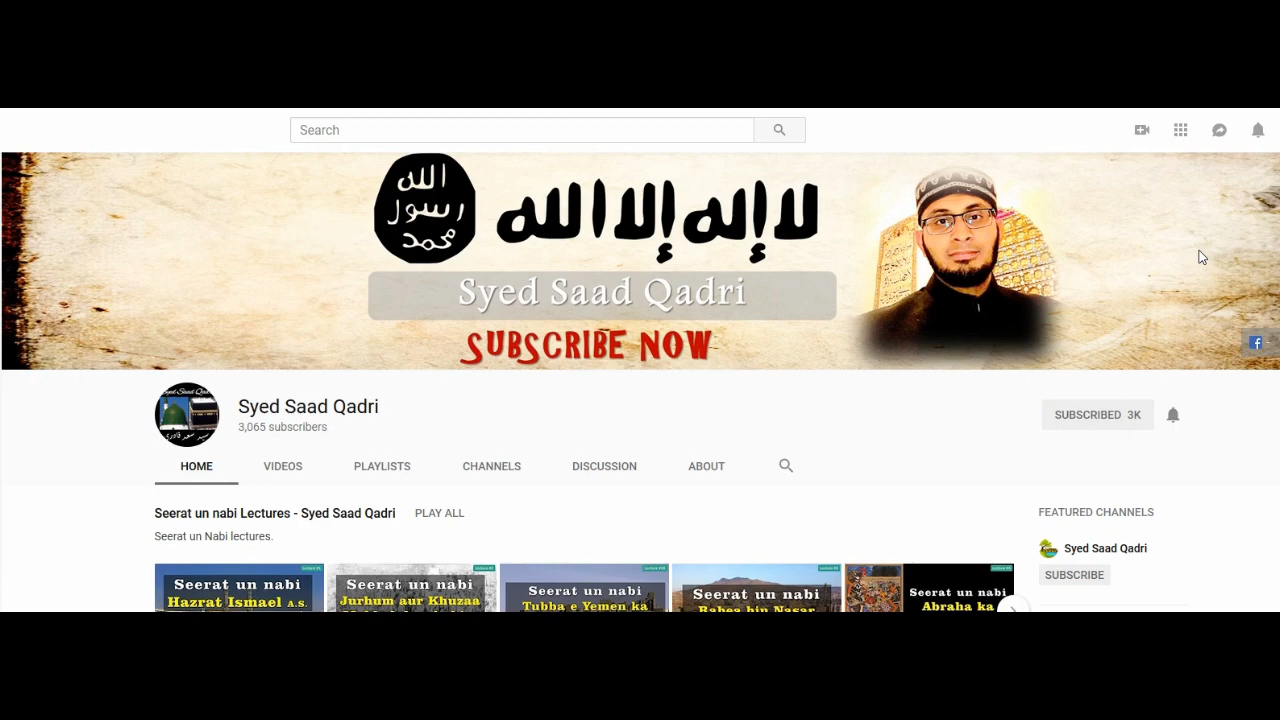 Search
الله
رسول
محمد
لا إله إلا الله
Syed Saad Qadri
SUBSCRIBE NOW
Syed Saad Qadri
3,065 subscribers
SUBSCRIBED 3K
HOME VIDEOS PLAYLISTS CHANNELS DISCUSSION ABOUT
Seerat un nabi Lectures - Syed Saad Qadri PLAY ALL
Seerat un Nabi lectures.
FEATURED CHANNELS
Syed Saad Qadri
SUBSCRIBE
Seerat un nabi
Hazrat Ismael A.S.
Seerat un nabi
Jurhum aur Khuzaa
Seerat un nabi
Tubba e Yemen ka
Seerat un nabi
Rabea bin Nasar
Seerat un nabi
Abraha ka